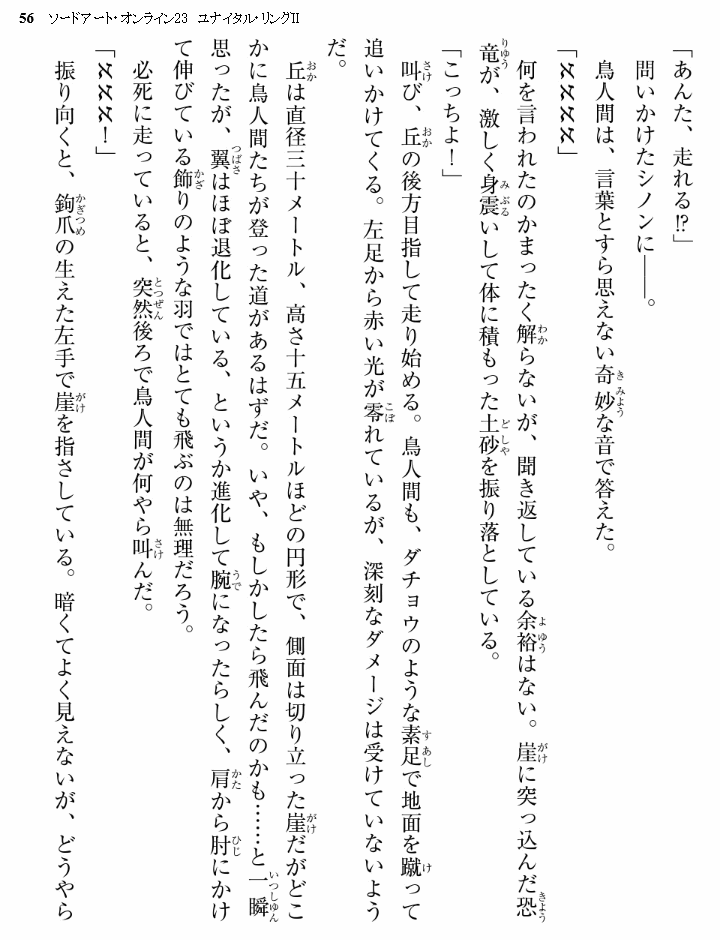 56 ソードアート・オンライン23 ユナイタル・リングII
「あんた、走れる!?」
問いかけたシノンに――。
鳥人間は、言葉とすら思えない奇妙な音で答えた。
「ℵℵℵℵ」
何を言われたのかまったく解らないが、聞き返している余裕はない。崖に突っ込んだ恐
竜が、激しく身震いして体に積もった土砂を振り落としている。
「こっちよ!」
叫び、丘の後方目指して走り始める。鳥人間も、ダチョウのような素足で地面を蹴って
追いかけてくる。左足から赤い光が零れているが、深刻なダメージは受けていないよう
だ。
丘は直径三十メートル、高さ十五メートルほどの円形で、側面は切り立った崖だがどこ
かに鳥人間たちが登った道があるはずだ。いや、もしかしたら飛んだのかも……と一瞬
思ったが、翼はほぼ退化している、というか進化して腕になったらしく、肩から肘にかけ
て伸びている飾りのような羽ではとても飛ぶのは無理だろう。
必死に走っていると、突然後ろで鳥人間が何やら叫んだ。
「ℵℵℵ!」
振り向くと、鉤爪の生えた左手で崖を指さしている。暗くてよく見えないが、どうやら